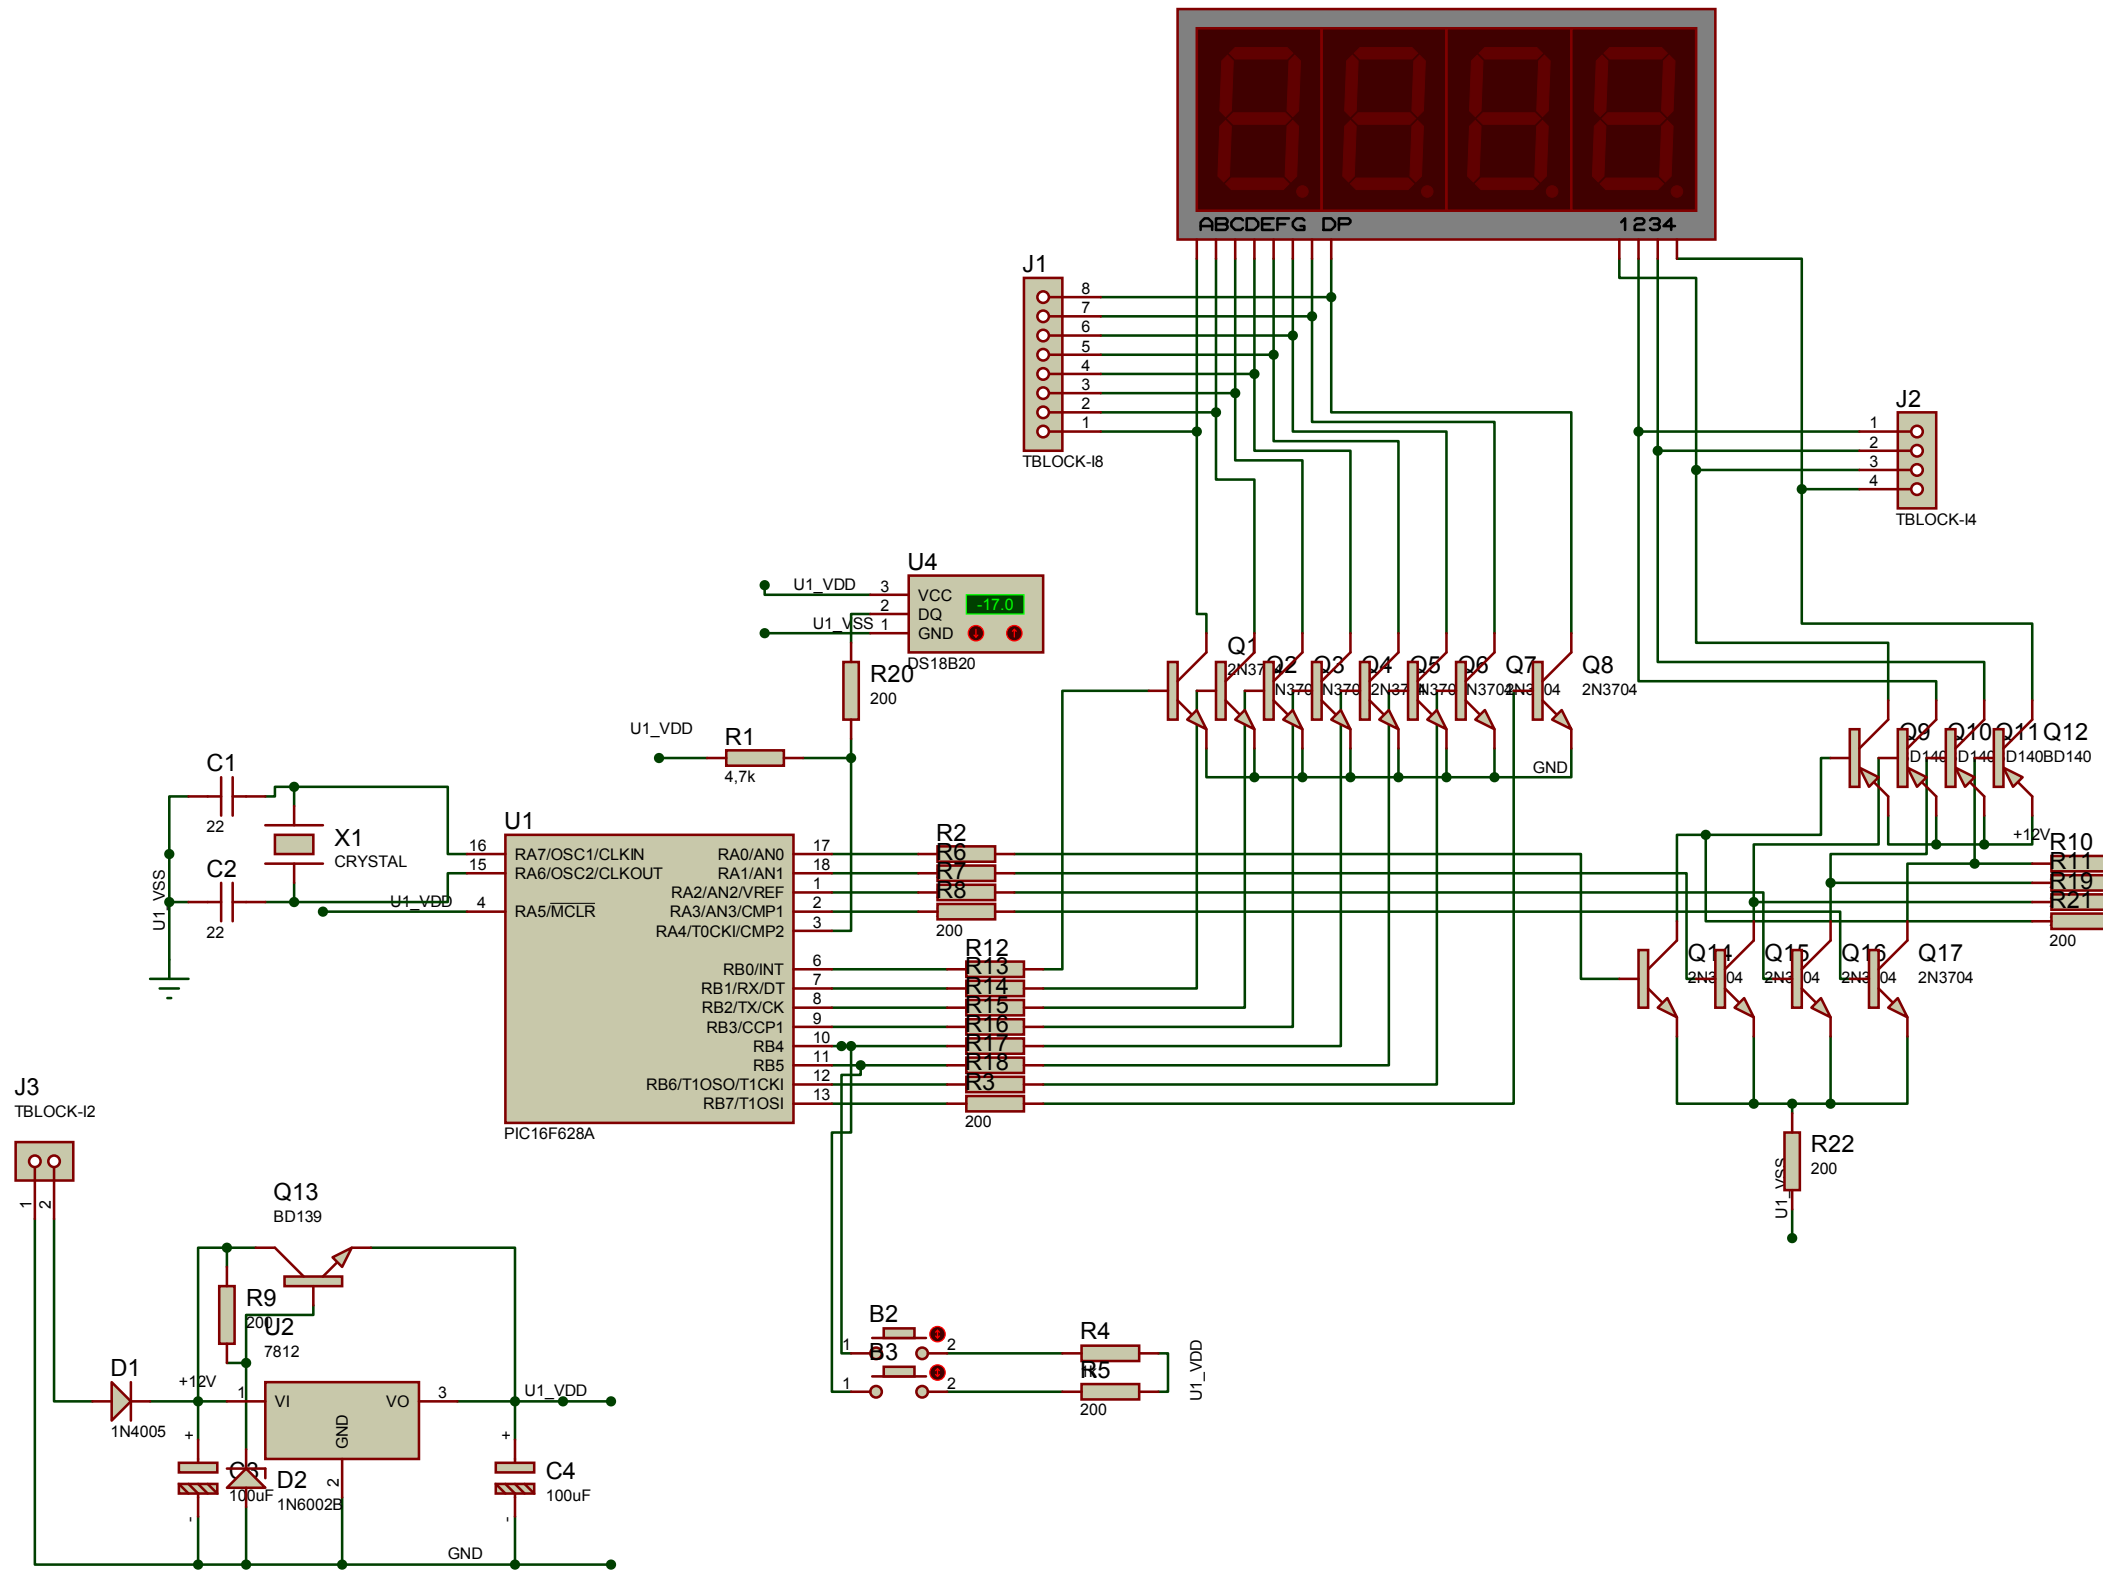 ABCDEFG DP
1234
J1
8
7
6
5
4
3
2
1
TBLOCK-I8
J2
1
2
3
4
TBLOCK-I4
U4
U1_VDD
3
VCC
2
DQ
-17.0
U1_VSS
1
GND
DS18B20
R20
200
U1_VDD
R1
4,7k
Q1
2N3704
Q2
Q3
Q4
Q5
Q6
Q7
2N3704
Q8
2N3704
GND
Q9
Q10
Q11
Q12
BD140
BD140
+12V
C1
22
X1
CRYSTAL
C2
22
U1_VSS
U1_VDD
U1
16
RA7/OSC1/CLKIN
15
RA6/OSC2/CLKOUT
4
RA5/MCLR
RA0/AN0
17
RA1/AN1
18
RA2/AN2/VREF
1
RA3/AN3/CMP1
2
RA4/T0CKI/CMP2
3
RB0/INT
6
RB1/RX/DT
7
RB2/TX/CK
8
RB3/CCP1
9
RB4
10
RB5
11
RB6/T1OSO/T1CKI
12
RB7/T1OSI
13
PIC16F628A
R2
R6
R7
R8
200
R12
R13
R14
R15
R16
R17
R18
R3
200
R10
R11
R19
R21
200
Q14
2N3704
Q15
2N3704
Q16
2N3704
Q17
2N3704
R22
200
U1_VSS
J3
TBLOCK-I2
1
2
Q13
BD139
R9
200
U2
7812
D1
1N4005
+12V
1
VI
VO
3
GND
2
U1_VDD
+
C3
100uF
-
D2
1N6002B
+
C4
100uF
-
GND
B2
1
2
B3
1
2
R4
R5
200
U1_VDD